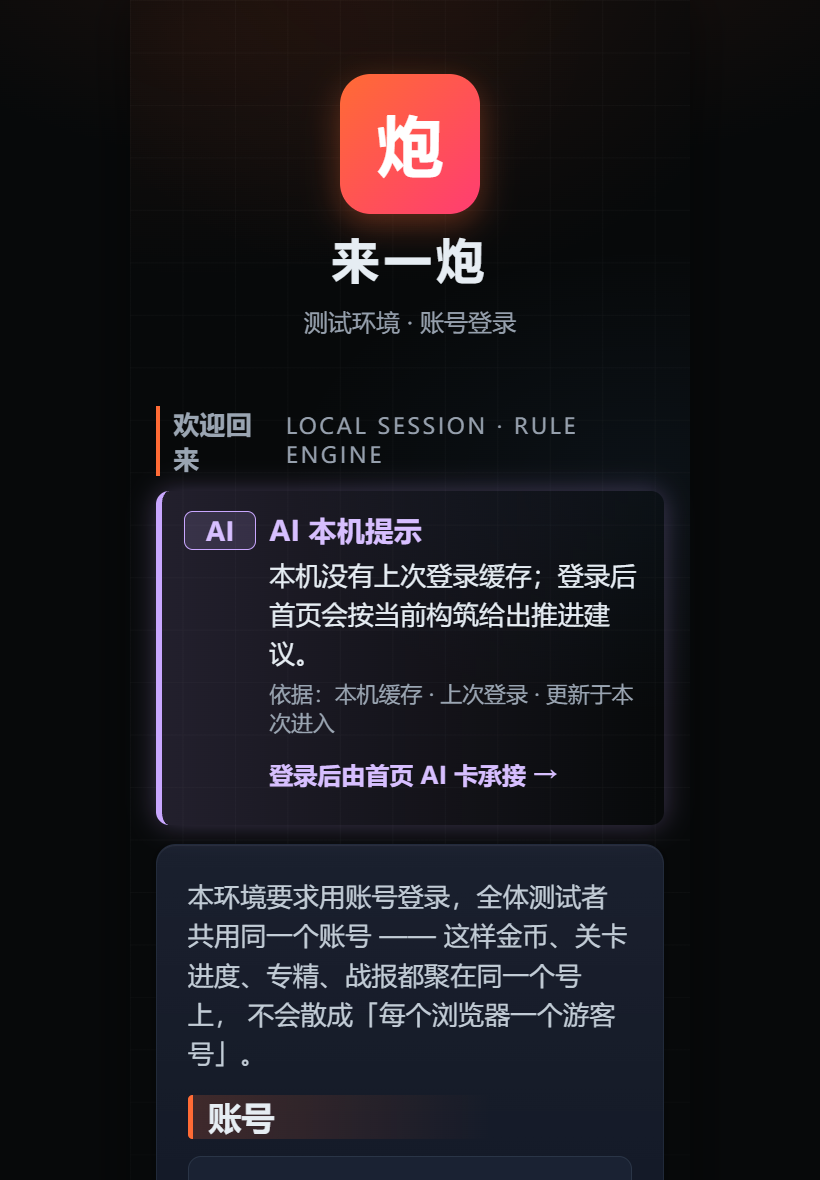 炮
来一炮
测试环境 · 账号登录
欢迎回
来
LOCAL SESSION · RULE
ENGINE
AI
AI 本机提示
本机没有上次登录缓存；登录后
首页会按当前构筑给出推进建
议。
依据：本机缓存 · 上次登录 · 更新于本
次进入
登录后由首页 AI 卡承接 →
本环境要求用账号登录，全体测试者
共用同一个账号 —— 这样金币、关卡
进度、专精、战报都聚在同一个号
上， 不会散成「每个浏览器一个游客
号」。
账号